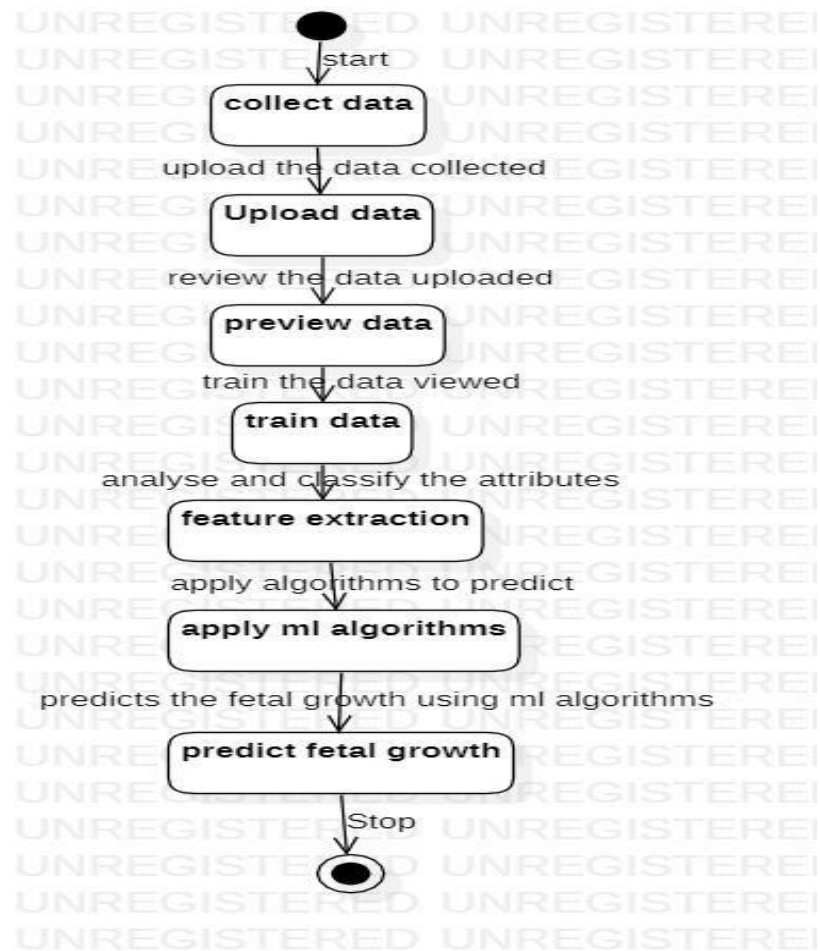 start
collect data
upload the data collected
Upload data
review the data uploaded
preview data
train the data viewed
train data
analyse and classify the attributes
feature extraction
apply algorithms to predict
apply ml algorithms
predicts the fetal growth using ml algorithms
predict fetal growth
Stop
UNREGISTERED UNREGISTERED